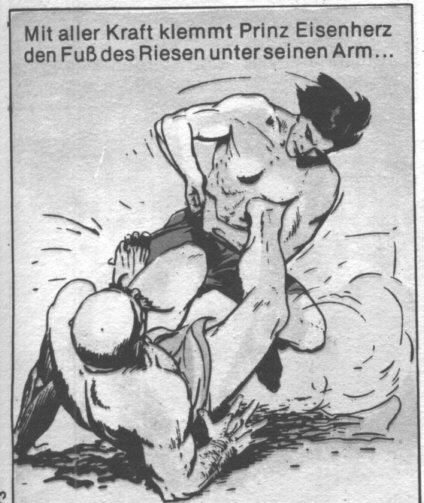 Mit aller Kraft klemmt Prinz Eisenherz
den Fuß des Riesen unter seinen Arm...